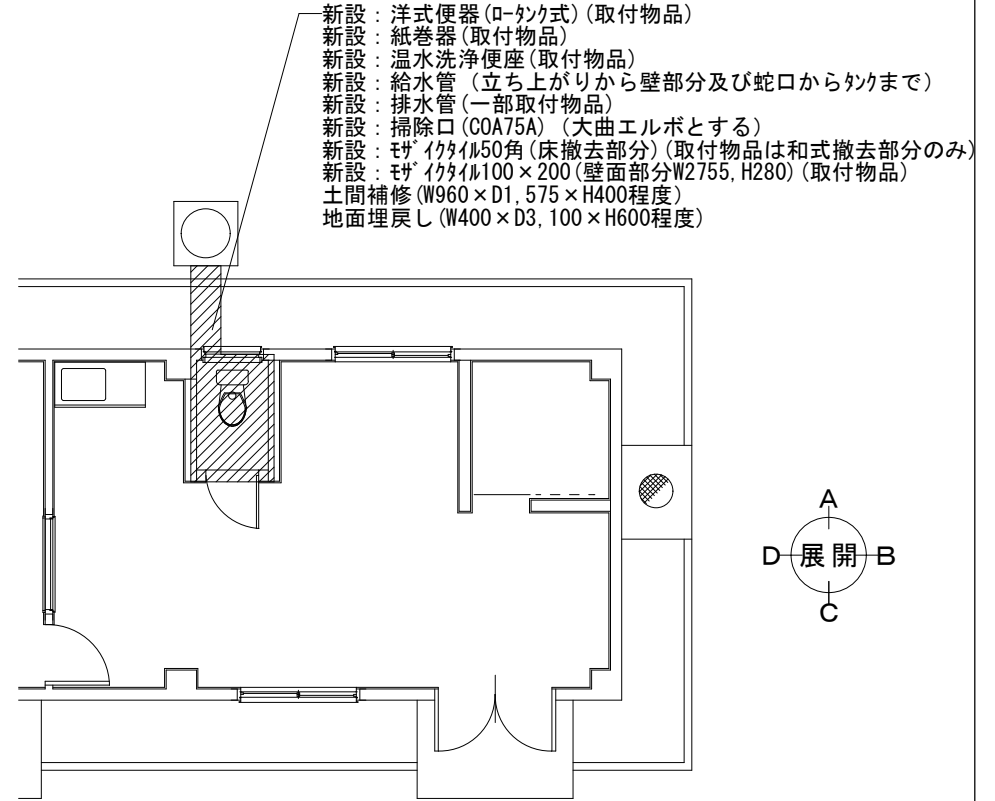 新設：洋式便器(ﾛｰﾀﾝｸ式)(取付物品)
新設：紙巻器(取付物品)
新設：温水洗浄便座(取付物品)
新設：給水管（立ち上がりから壁部分及び蛇口からﾀﾝｸまで）
新設：排水管(一部取付物品)
新設：掃除口(COA75A)（大曲エルボとする）
新設：ﾓｻﾞｲｸﾀｲﾙ50角(床撤去部分)(取付物品は和式撤去部分のみ)
新設：ﾓｻﾞｲｸﾀｲﾙ100×200(壁面部分W2755,H280)(取付物品)
土間補修(W960×D1,575×H400程度)
地面埋戻し(W400×D3,100×H600程度)
A
D 展開 B
C